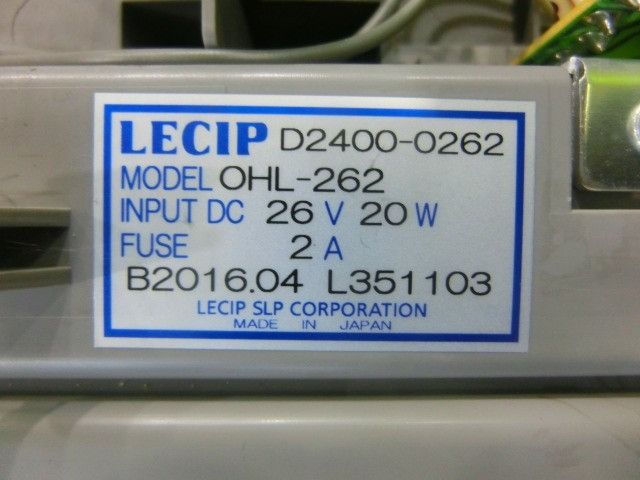 LECIP D2400-0262
MODEL OHL-262
INPUT DC 26 V 20 W
FUSE 2 A
B2016.04 L351103
LECIP SLP CORPORATION
MADE IN JAPAN